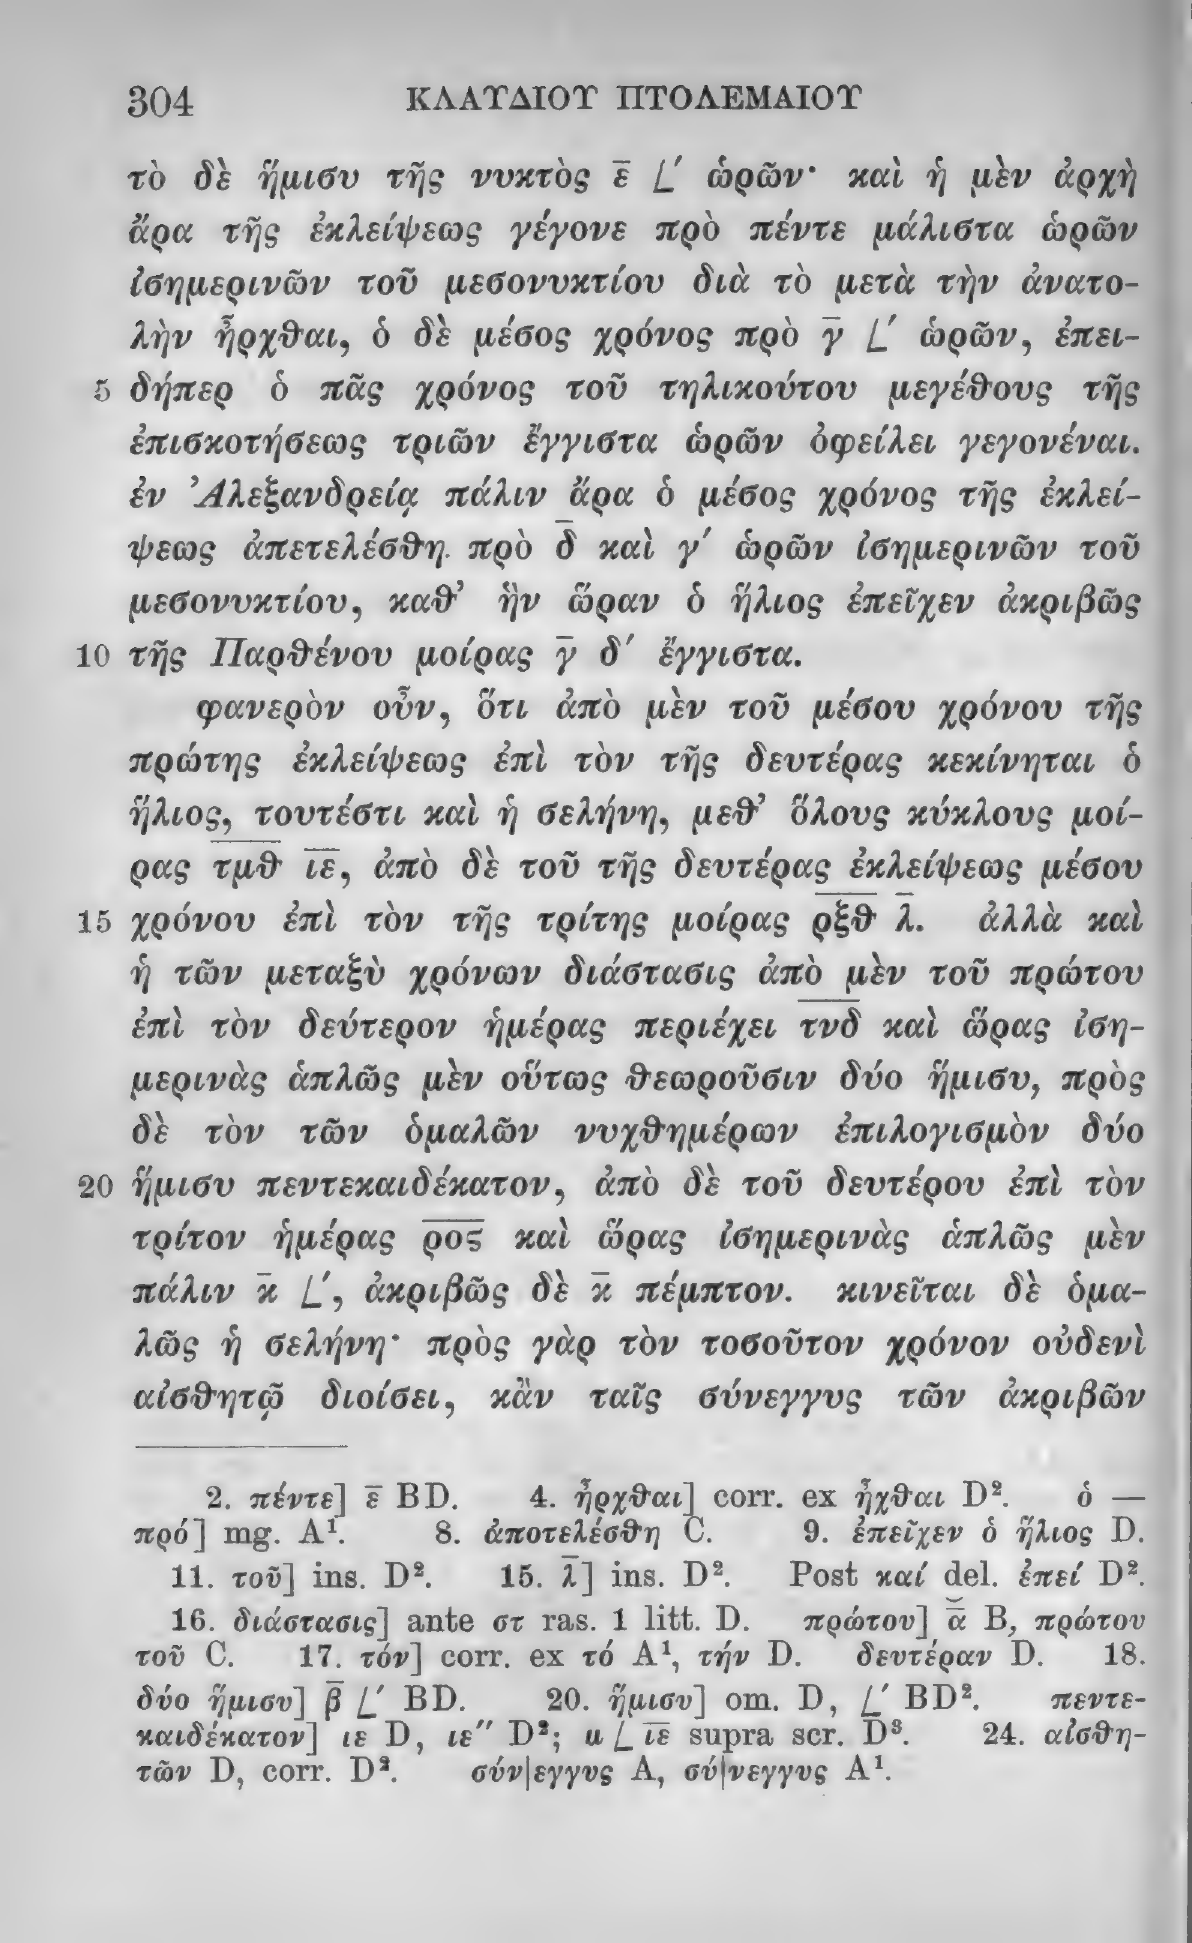 304 ΚΛΑΥΔΙΟΥ ΠΤΟΛΕΜΑΙΟΥ
τὸ δὲ ἥμισυ τῆς νυκτὸς ε̄ 𐅵ʹ ὡρῶν· καὶ ἡ μὲν ἀρχὴ
ἄρα τῆς ἐκλείψεως γέγονε πρὸ πέντε μάλιστα ὡρῶν
ἰσημερινῶν τοῦ μεσονυκτίου διὰ τὸ μετὰ τὴν ἀνατο-
λὴν ἦρχθαι, ὁ δὲ μέσος χρόνος πρὸ γ̄ 𐅵ʹ ὡρῶν, ἐπει-
5 δήπερ ὁ πᾶς χρόνος τοῦ τηλικούτου μεγέθους τῆς
ἐπισκοτήσεως τριῶν ἔγγιστα ὡρῶν ὀφείλει γεγονέναι.
ἐν Ἀλεξανδρείᾳ πάλιν ἄρα ὁ μέσος χρόνος τῆς ἐκλεί-
ψεως ἀπετελέσθη πρὸ δ̄ καὶ γʹ ὡρῶν ἰσημερινῶν τοῦ
μεσονυκτίου, καθ’ ἣν ὥραν ὁ ἥλιος ἐπεῖχεν ἀκριβῶς
10 τῆς Παρθένου μοίρας γ̄ δʹ ἔγγιστα.
φανερὸν οὖν, ὅτι ἀπὸ μὲν τοῦ μέσου χρόνου τῆς
πρώτης ἐκλείψεως ἐπὶ τὸν τῆς δευτέρας κεκίνηται ὁ
ἥλιος, τουτέστι καὶ ἡ σελήνη, μεθ’ ὅλους κύκλους μοί-
ρας τ̄μ̄θ̄ ῑε̄, ἀπὸ δὲ τοῦ τῆς δευτέρας ἐκλείψεως μέσου
15 χρόνου ἐπὶ τὸν τῆς τρίτης μοίρας ρ̄ξ̄θ̄ λ̄. ἀλλὰ καὶ
ἡ τῶν μεταξὺ χρόνων διάστασις ἀπὸ μὲν τοῦ πρώτου
ἐπὶ τὸν δεύτερον ἡμέρας περιέχει τ̄ν̄δ̄ καὶ ὥρας ἰση-
μερινὰς ἁπλῶς μὲν οὕτως θεωροῦσιν δύο ἥμισυ, πρὸς
δὲ τὸν τῶν ὁμαλῶν νυχθημέρων ἐπιλογισμὸν δύο
20 ἥμισυ πεντεκαιδέκατον, ἀπὸ δὲ τοῦ δευτέρου ἐπὶ τὸν
τρίτον ἡμέρας ρ̄ο̄ϛ̄ καὶ ὥρας ἰσημερινὰς ἁπλῶς μὲν
πάλιν κ̄ 𐅵ʹ, ἀκριβῶς δὲ κ̄ πέμπτον. κινεῖται δὲ ὁμα-
λῶς ἡ σελήνη· πρὸς γὰρ τὸν τοσοῦτον χρόνον οὐδενὶ
αἰσθητῷ διοίσει, κἂν ταῖς σύνεγγυς τῶν ἀκριβῶν
2. πέντε] ε̄ BD. 4. ἦρχθαι] corr. ex ἦχθαι D². ὁ —
πρό] mg. A¹. 8. ἀποτελέσθη C. 9. ἐπεῖχεν ὁ ἥλιος D.
11. τοῦ] ins. D². 15. λ̄] ins. D². Post καί del. ἐπεί D².
16. διάστασις] ante στ ras. 1 litt. D. πρώτου] ᾱ B, πρώτου
τοῦ C. 17. τόν] corr. ex τό A¹, τήν D. δευτέραν D. 18.
δύο ἥμισυ] β̄ 𐅵ʹ BD. 20. ἥμισυ] om. D, 𐅵ʹ BD². πεντε-
καιδέκατον] ιε D, ιε″ D²; 𐅵 ῑε̄ supra scr. D³. 24. αἰσθη-
τῶν D, corr. D². σύν|εγγυς A, σύ|νεγγυς A¹.